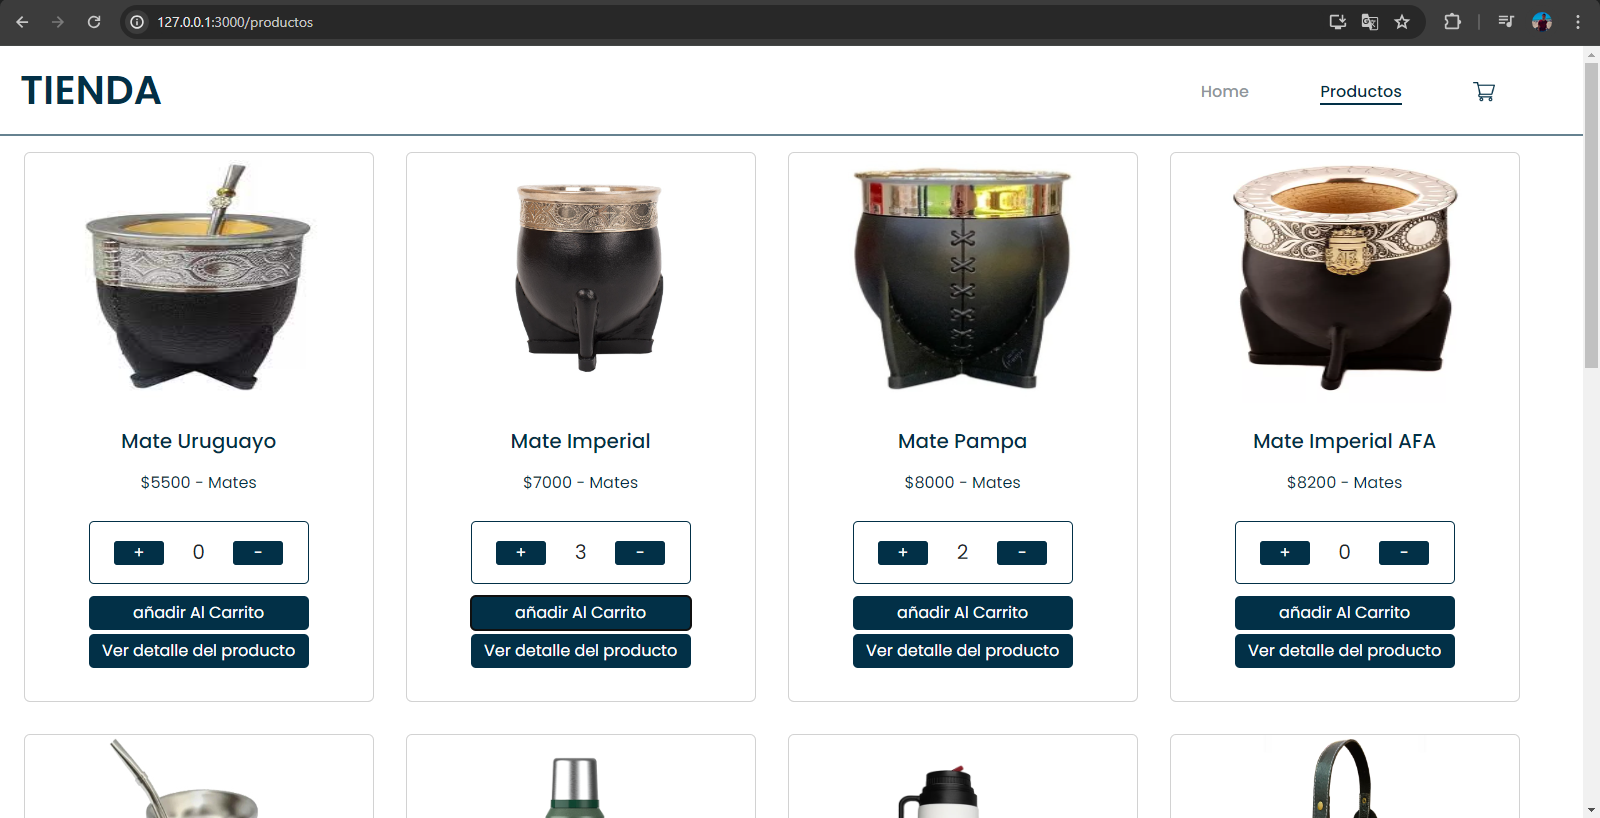 127.0.0.1:3000/productos
TIENDA
Home
Productos
Mate Uruguayo
$5500 - Mates
+ 0 -
añadir Al Carrito
Ver detalle del producto
Mate Imperial
$7000 - Mates
+ 3 -
añadir Al Carrito
Ver detalle del producto
Mate Pampa
$8000 - Mates
+ 2 -
añadir Al Carrito
Ver detalle del producto
AFA
Mate Imperial AFA
$8200 - Mates
+ 0 -
añadir Al Carrito
Ver detalle del producto